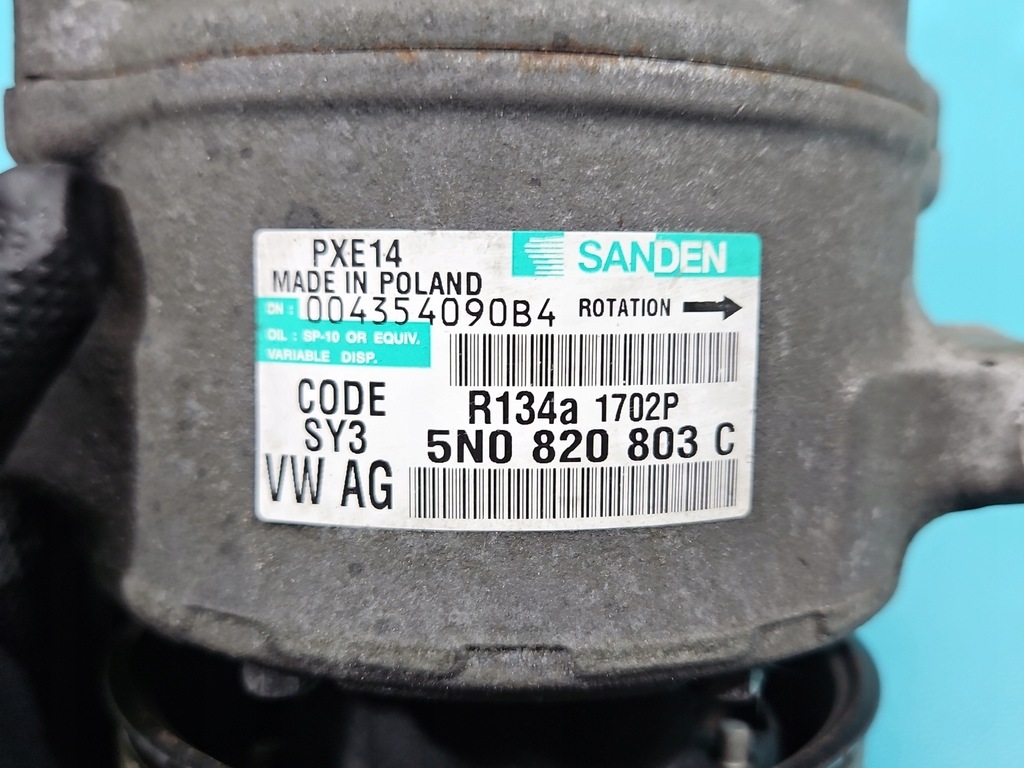 PXE14
SANDEN
MADE IN POLAND
DN : 004354090B4
ROTATION
OIL : SP-10 OR EQUIV.
VARIABLE DISP.
CODE
R134a 1702P
SY3
5N0 820 803 C
VW AG